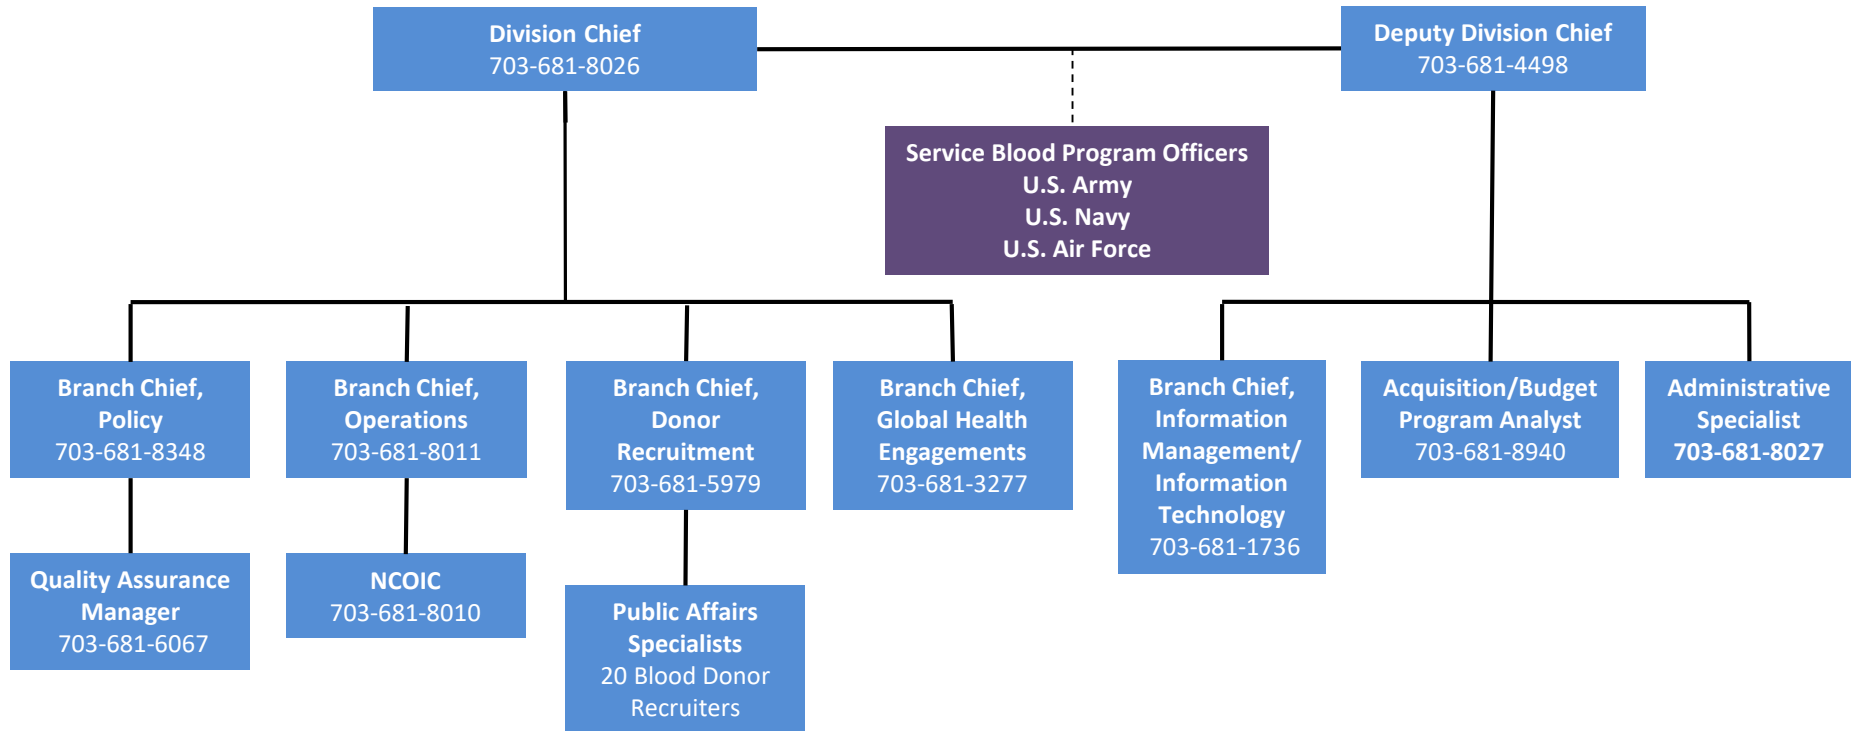 Division Chief
703-681-8026
Deputy Division Chief
703-681-4498
Service Blood Program Officers
U.S. Army
U.S. Navy
U.S. Air Force
Branch Chief,
Policy
703-681-8348
Branch Chief,
Operations
703-681-8011
Branch Chief,
Donor
Recruitment
703-681-5979
Branch Chief,
Global Health
Engagements
703-681-3277
Branch Chief,
Information
Management/
Information
Technology
703-681-1736
Acquisition/Budget
Program Analyst
703-681-8940
Administrative
Specialist
703-681-8027
Quality Assurance
Manager
703-681-6067
NCOIC
703-681-8010
Public Affairs
Specialists
20 Blood Donor
Recruiters